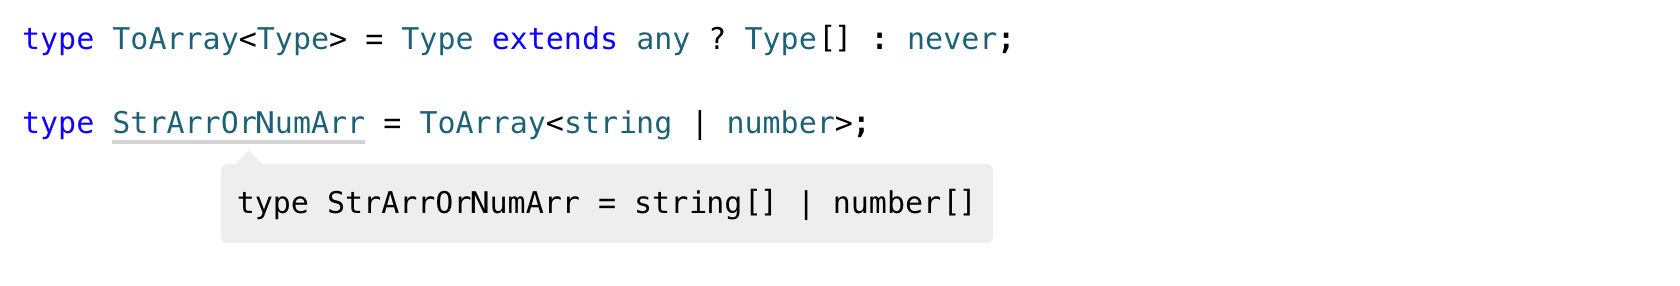 type ToArray<Type> = Type extends any ? Type[] : never;
type StrArrOrNumArr = ToArray<string | number>;
type StrArrOrNumArr = string[] | number[]